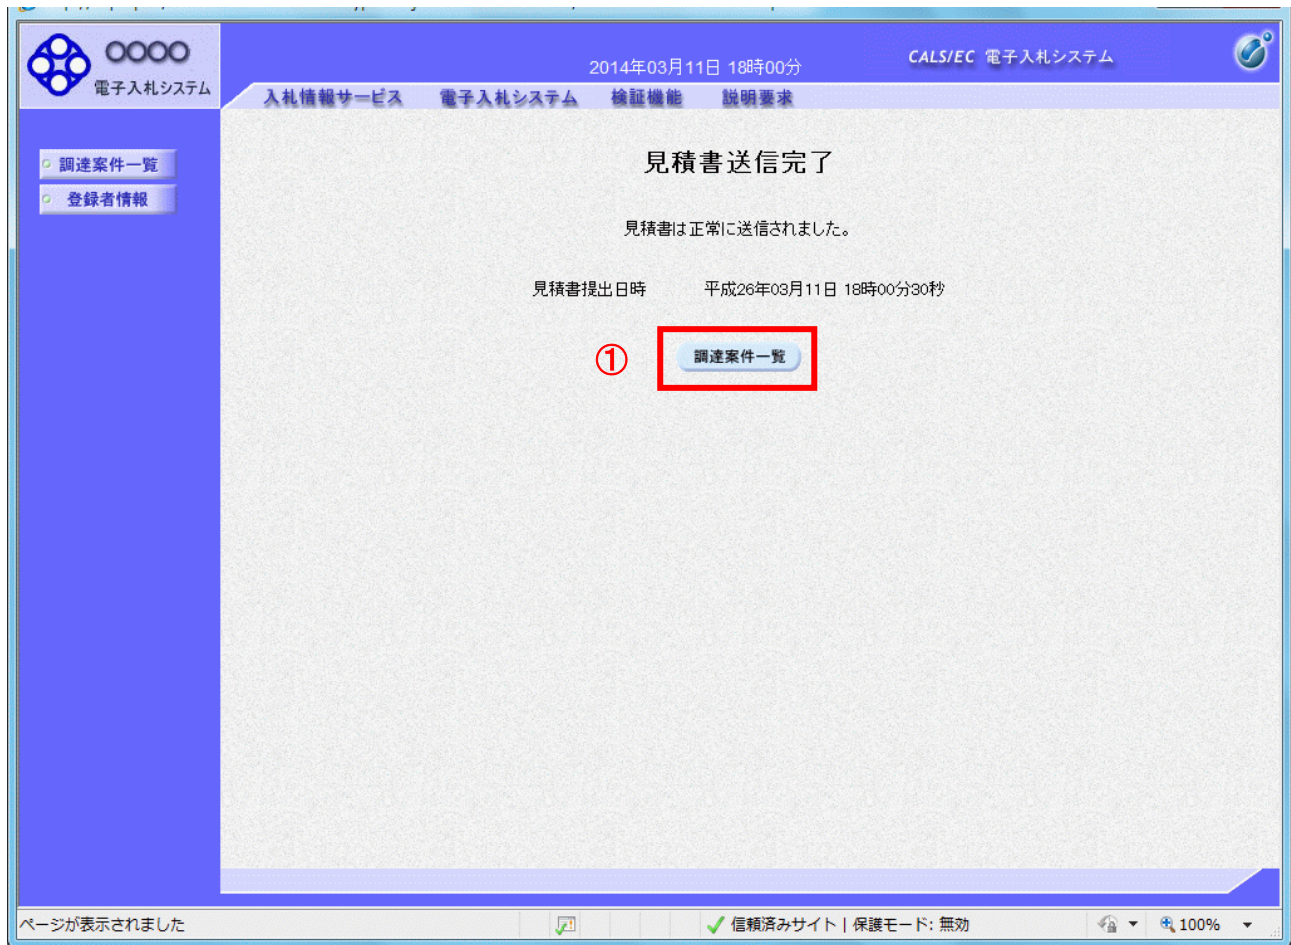 〇〇〇〇
電子入札システム
2014年03月11日 18時00分
CALS/EC 電子入札システム
入札情報サービス 電子入札システム 検証機能 説明要求
調達案件一覧
登録者情報
見積書送信完了
見積書は正常に送信されました。
見積書提出日時 平成26年03月11日 18時00分30秒
① 調達案件一覧
ページが表示されました
信頼済みサイト | 保護モード: 無効
100%